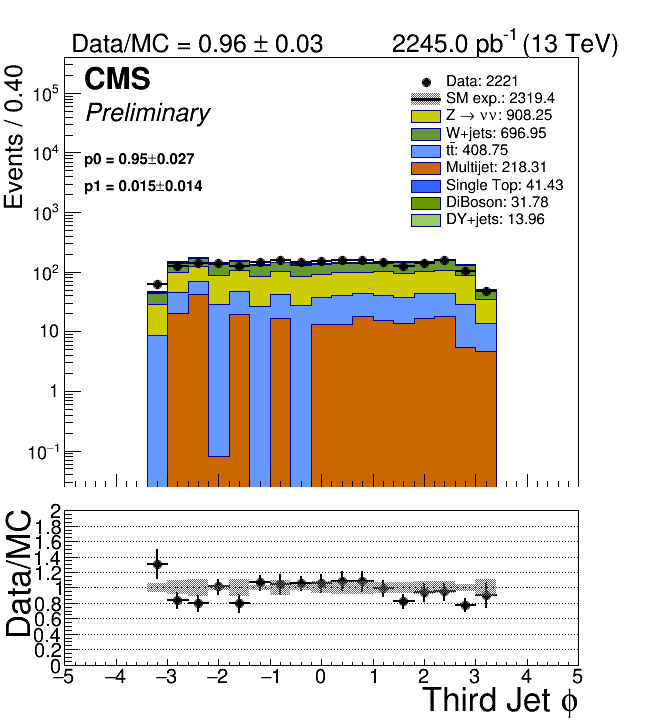 Data/MC = 0.96 ± 0.03 2245.0 pb⁻¹ (13 TeV)
CMS
Preliminary
p0 = 0.95±0.027
p1 = 0.015±0.014
Data: 2221
SM exp.: 2319.4
Z → νν: 908.25
W+jets: 696.95
tt̄: 408.75
Multijet: 218.31
Single Top: 41.43
DiBoson: 31.78
DY+jets: 13.96
Events / 0.40
10⁵
10⁴
10³
10²
10
1
10⁻¹
Data/MC
2
1.8
1.6
1.4
1.2
1
0.8
0.6
0.4
0.2
0
−5 −4 −3 −2 −1 0 1 2 3 4 5
Third Jet ϕ